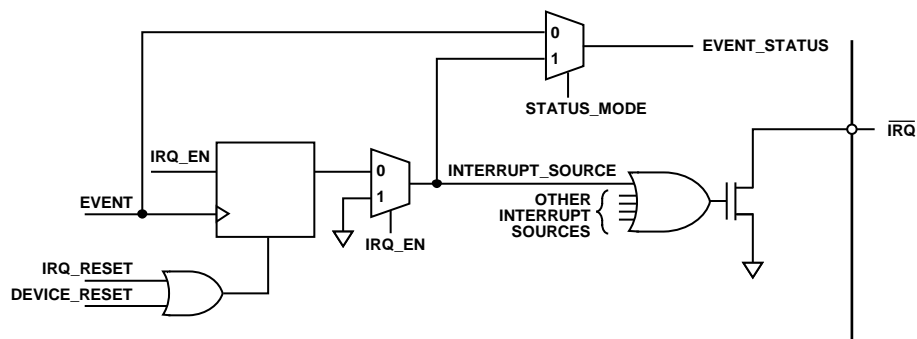 0
1
EVENT_STATUS
STATUS_MODE
IRQ
IRQ_EN
EVENT
0
1
INTERRUPT_SOURCE
OTHER
INTERRUPT
SOURCES
IRQ_EN
IRQ_RESET
DEVICE_RESET